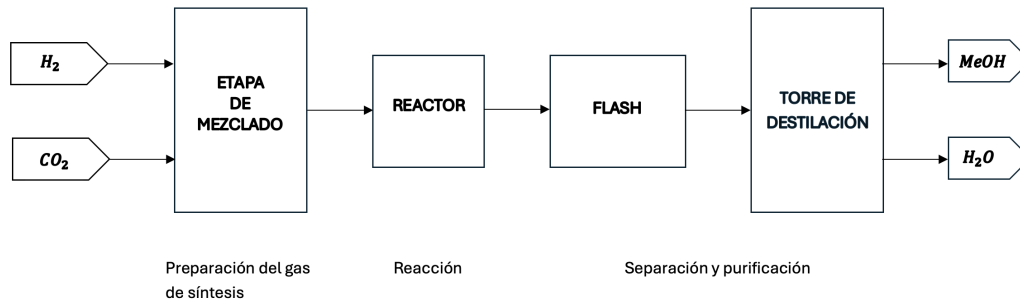 H₂
CO₂
ETAPA
DE
MEZCLADO
REACTOR
FLASH
TORRE DE
DESTILACIÓN
MeOH
H₂O
Preparación del gas
de síntesis
Reacción
Separación y purificación